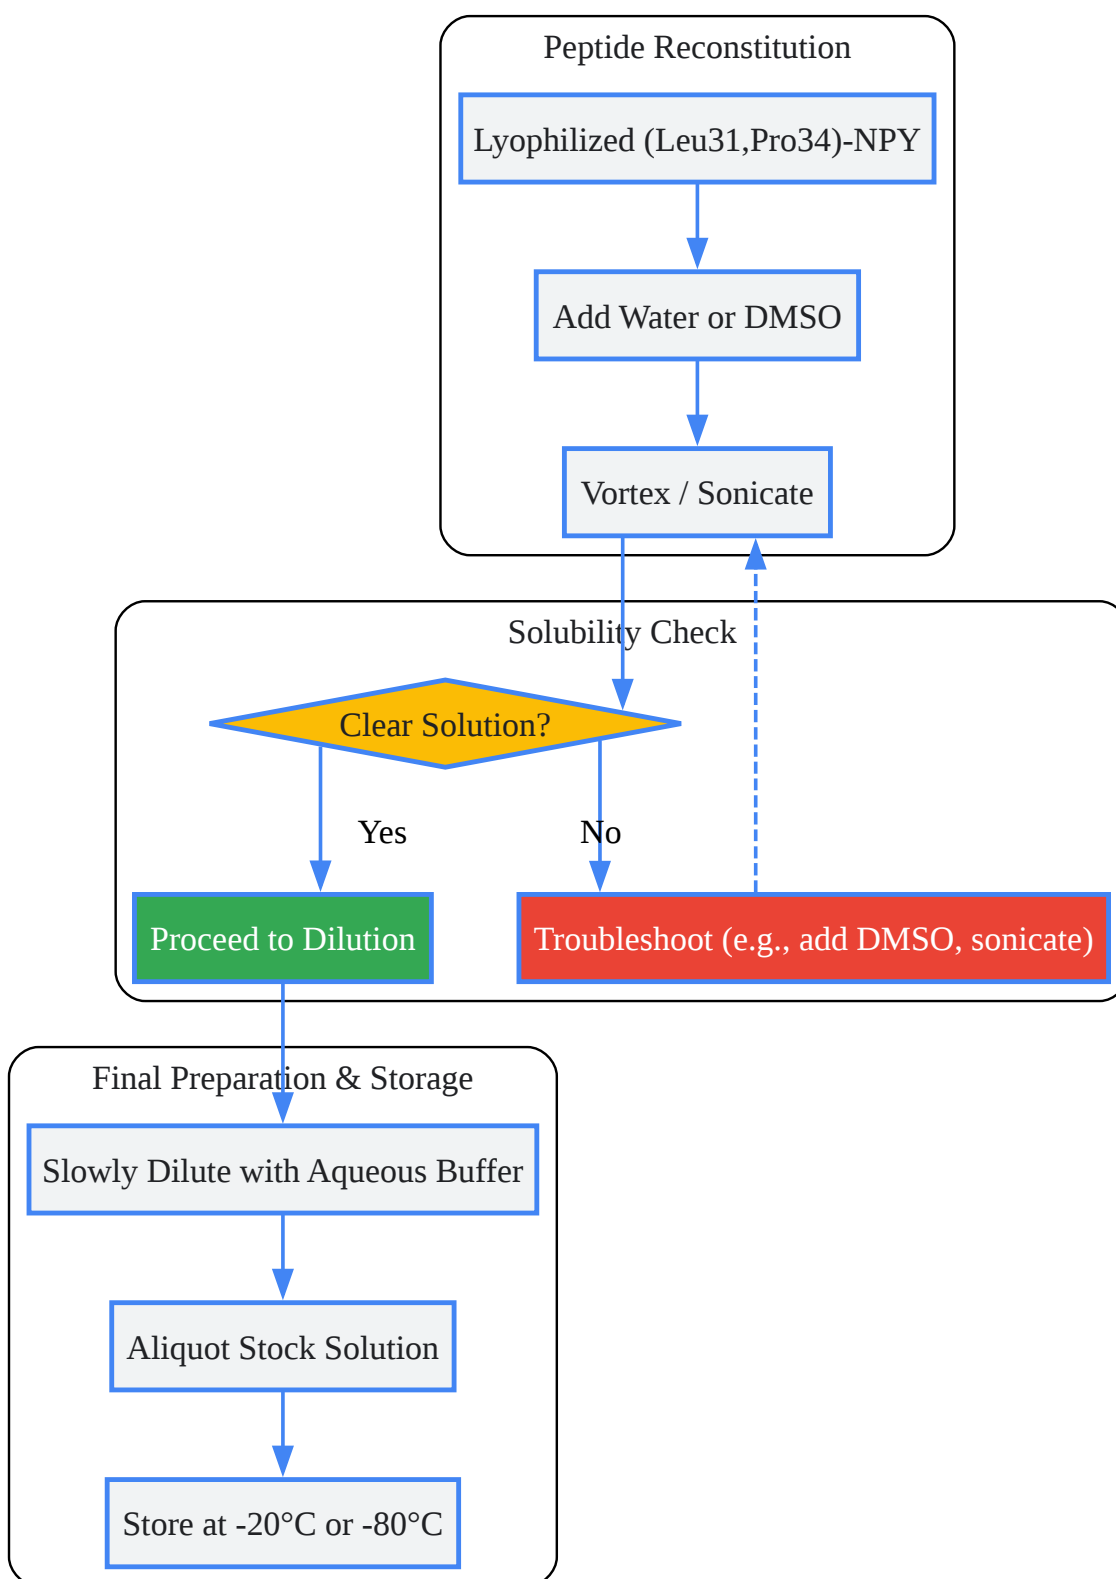 Peptide Reconstitution
Lyophilized (Leu31,Pro34)-NPY
Add Water or DMSO
Vortex / Sonicate
Solubility Check
Clear Solution?
Yes
No
Proceed to Dilution
Troubleshoot (e.g., add DMSO, sonicate)
Final Preparation & Storage
Slowly Dilute with Aqueous Buffer
Aliquot Stock Solution
Store at -20°C or -80°C